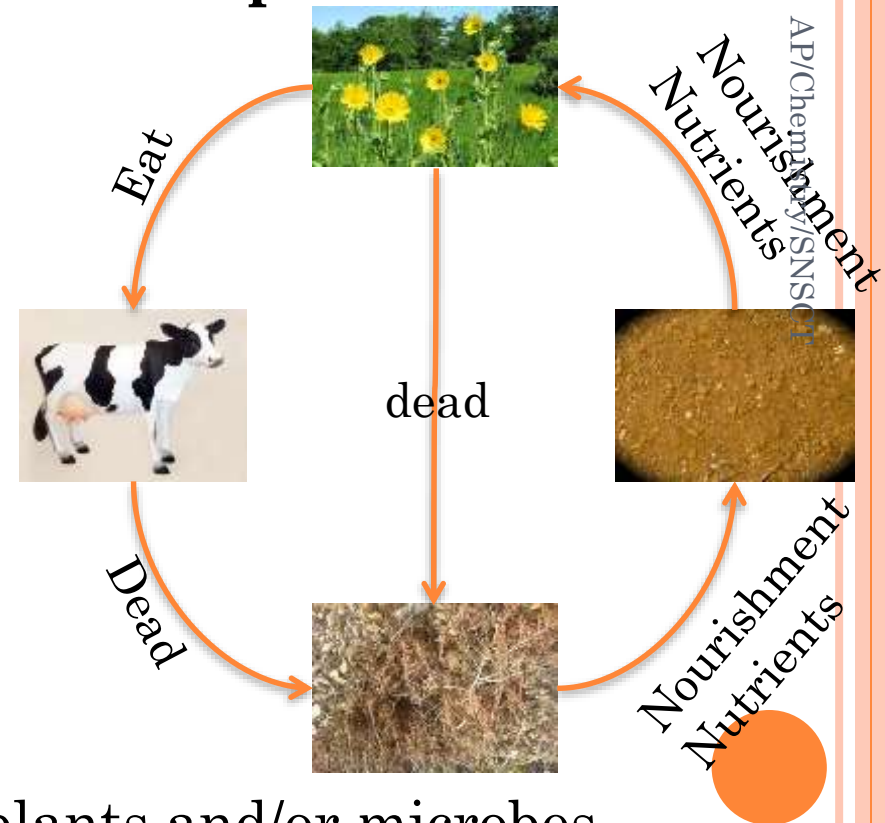 AP/Chemistry/SNSCT
Nourishment
Nutrients
Eat
dead
Dead
Nourishment
Nutrients
plants and/or microbes